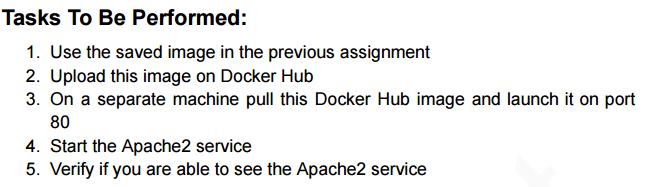 Tasks To Be Performed:
1. Use the saved image in the previous assignment
2. Upload this image on Docker Hub
3. On a separate machine pull this Docker Hub image and launch it on port
80
4. Start the Apache2 service
5. Verify if you are able to see the Apache2 service